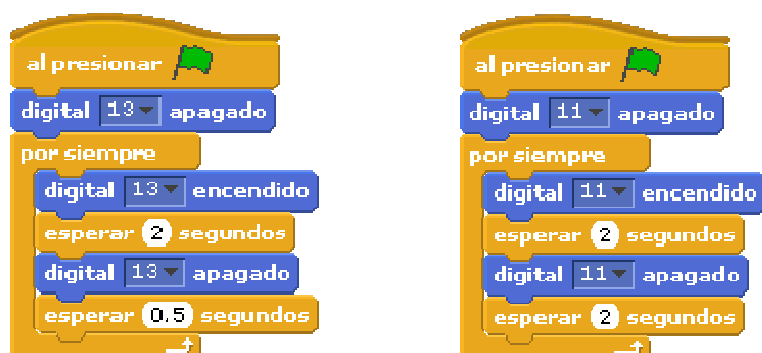 al presionar
digital 13 apagado
por siempre
digital 13 encendido
esperar 2 segundos
digital 13 apagado
esperar 0.5 segundos
al presionar
digital 11 apagado
por siempre
digital 11 encendido
esperar 2 segundos
digital 11 apagado
esperar 2 segundos